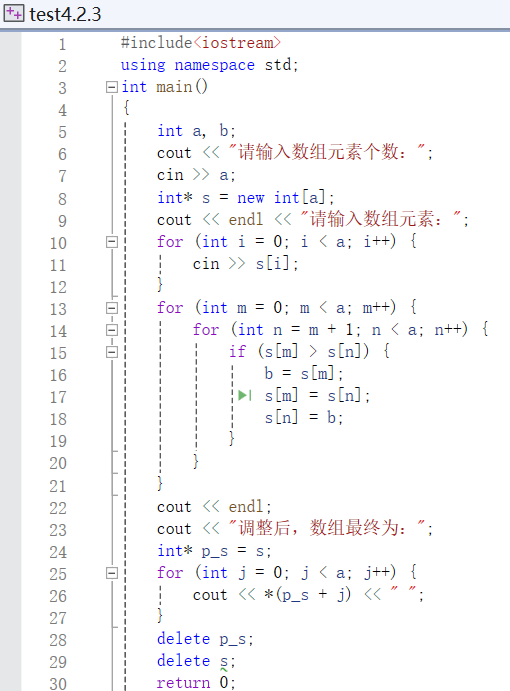 test4.2.3
1 #include<iostream>
2 using namespace std;
3 int main()
4 {
5 int a, b;
6 cout << "请输入数组元素个数：";
7 cin >> a;
8 int* s = new int[a];
9 cout << endl << "请输入数组元素：";
10 for (int i = 0; i < a; i++) {
11 cin >> s[i];
12 }
13 for (int m = 0; m < a; m++) {
14 for (int n = m + 1; n < a; n++) {
15 if (s[m] > s[n]) {
16 b = s[m];
17 s[m] = s[n];
18 s[n] = b;
19 }
20 }
21 }
22 cout << endl;
23 cout << "调整后，数组最终为：";
24 int* p_s = s;
25 for (int j = 0; j < a; j++) {
26 cout << *(p_s + j) << " ";
27 }
28 delete p_s;
29 delete s;
30 return 0;